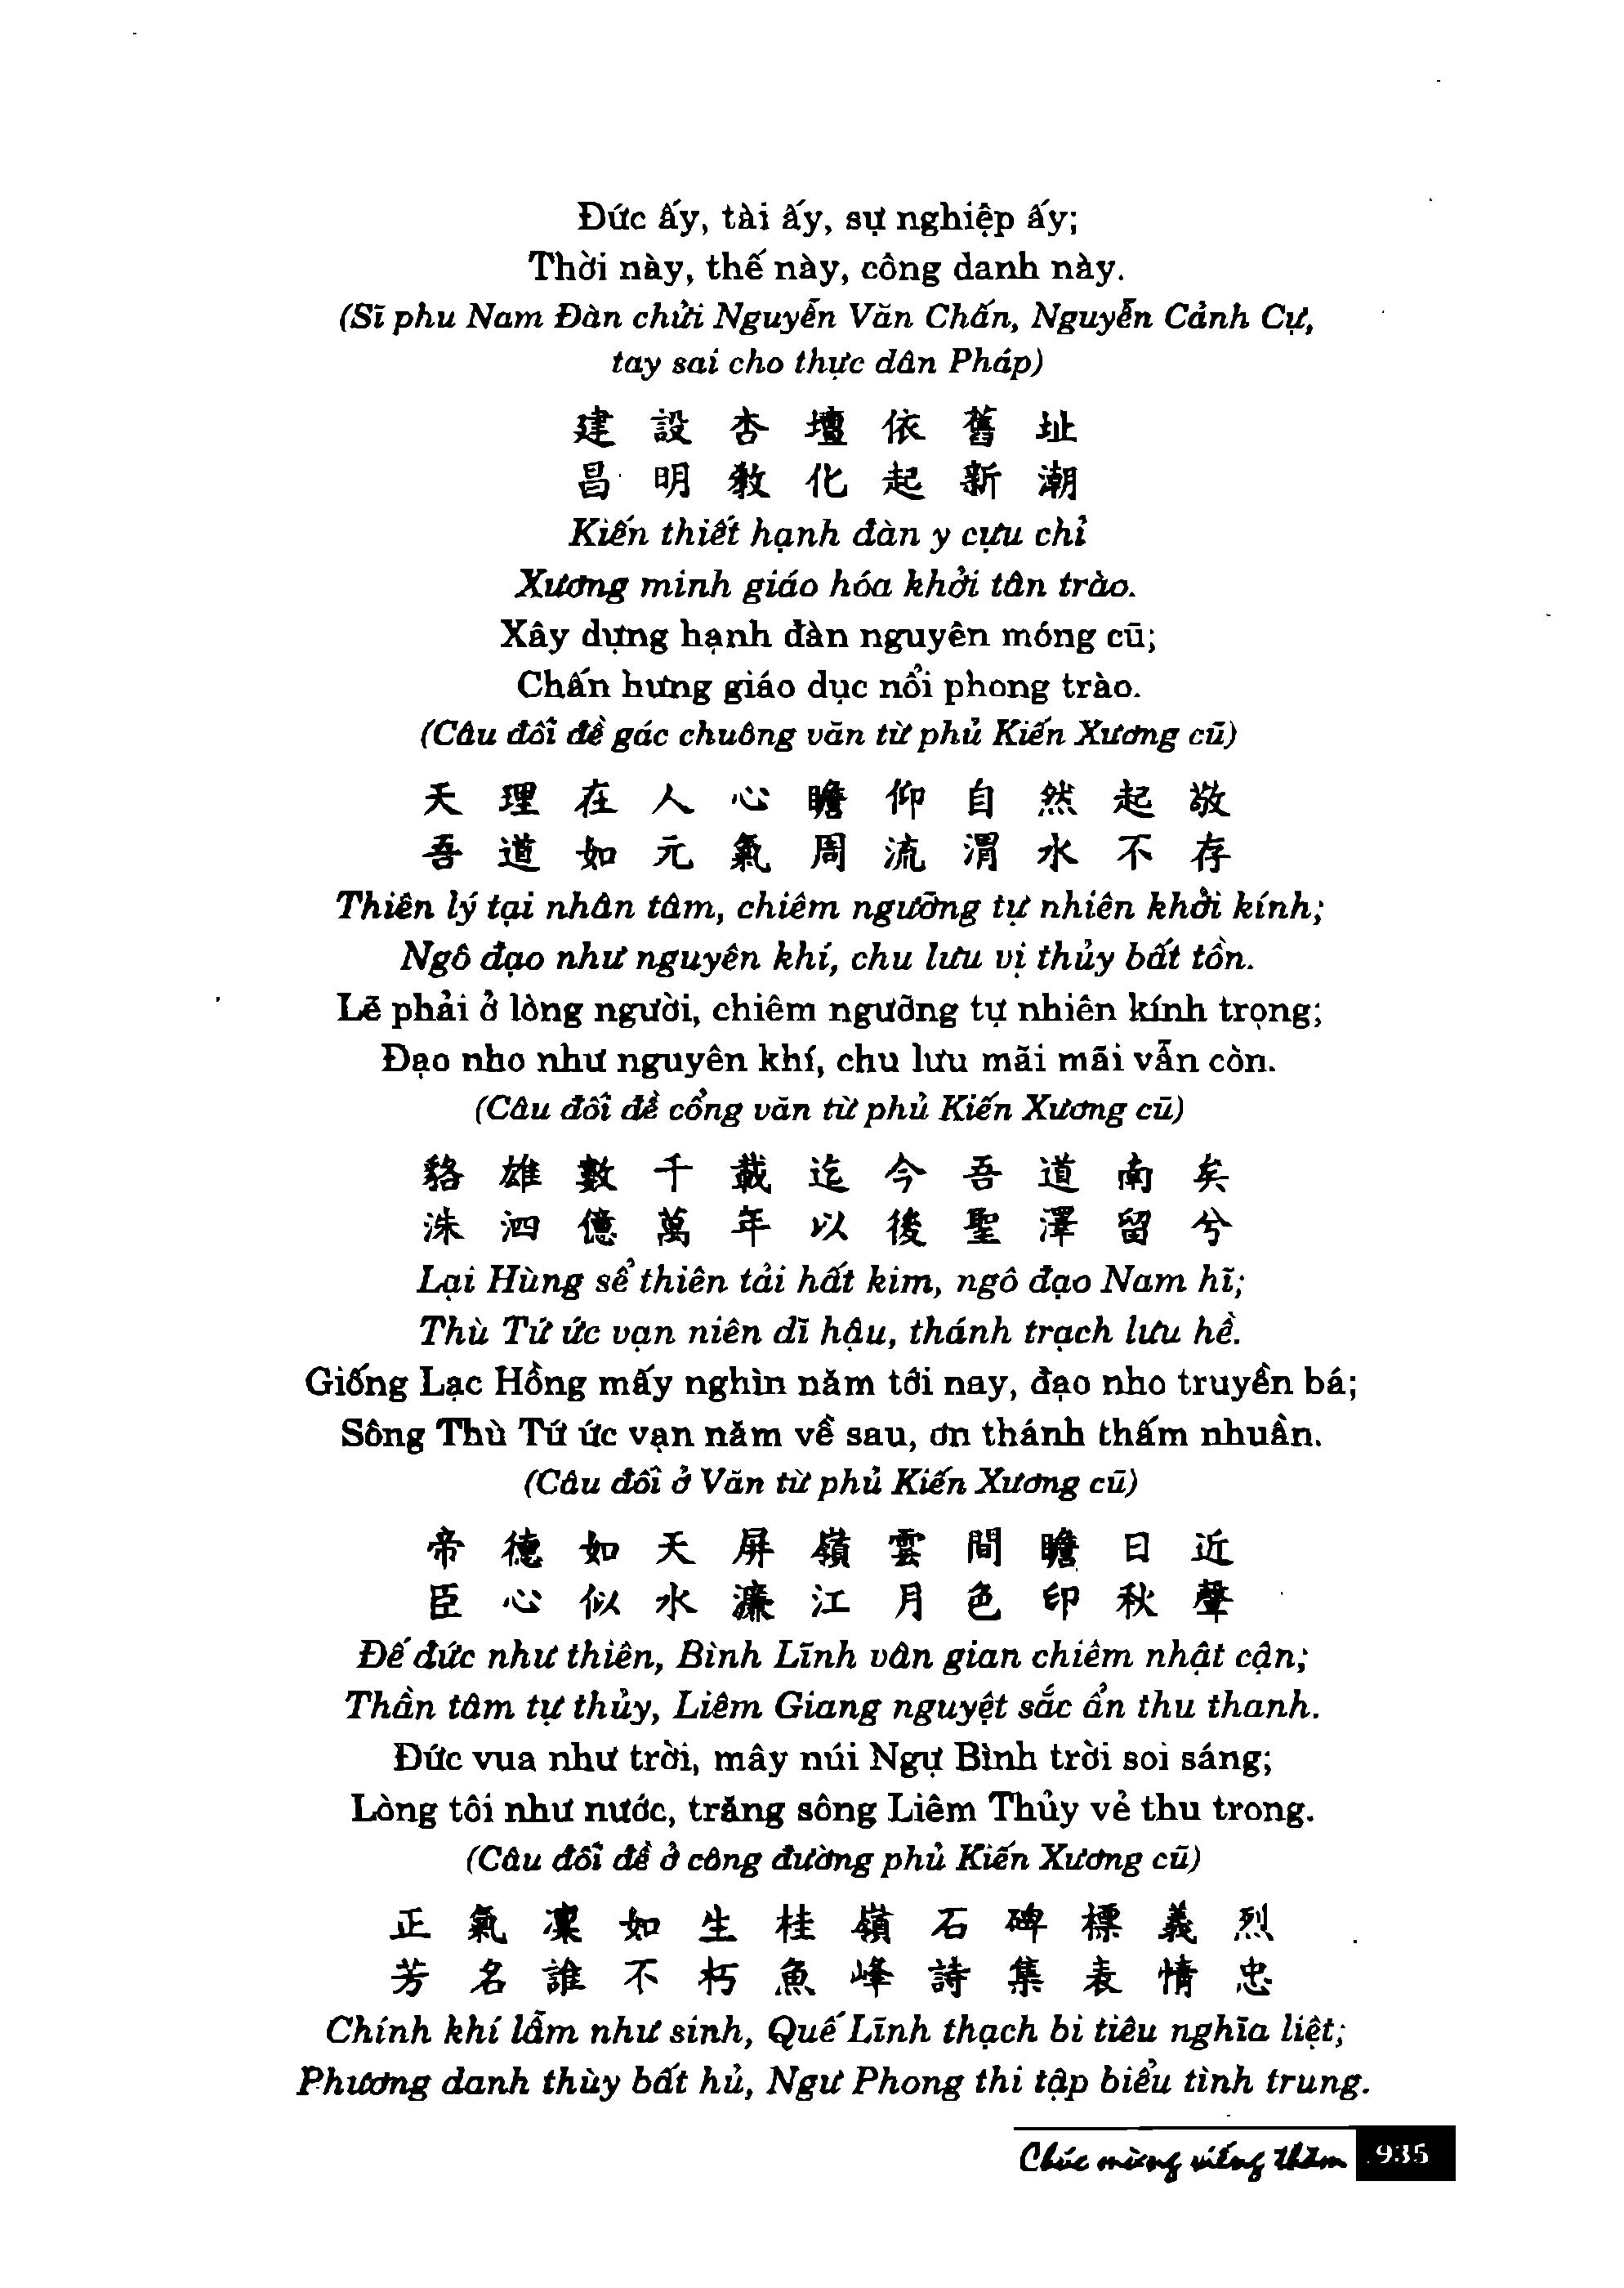 Đức ấy, tài ấy, sự nghiệp ấy;
Thời này, thế này, công danh này.
(Sĩ phu Nam Đàn chửi Nguyễn Văn Chấn, Nguyễn Cảnh Cự,
tay sai cho thực dân Pháp)
建設杏壇依舊址
昌明教化起新潮
Kiến thiết hạnh đàn y cựu chỉ
Xương minh giáo hóa khởi tân trào.
Xây dựng hạnh đàn nguyên móng cũ;
Chấn hưng giáo dục nổi phong trào.
(Câu đối đề gác chuông văn từ phủ Kiến Xương cũ)
天理在人心瞻仰自然起敬
吾道如元氣周流渭水不存
Thiên lý tại nhân tâm, chiêm ngưỡng tự nhiên khởi kính;
Ngô đạo như nguyên khí, chu lưu vị thủy bất tồn.
Lẽ phải ở lòng người, chiêm ngưỡng tự nhiên kính trọng;
Đạo nho như nguyên khí, chu lưu mãi mãi vẫn còn.
(Câu đối đề cổng văn từ phủ Kiến Xương cũ)
貉雄數千載迄今吾道南矣
洙泗億萬年以後聖澤留兮
Lại Hùng sể thiên tải hất kim, ngô đạo Nam hĩ;
Thù Tứ ức vạn niên dĩ hậu, thánh trạch lưu hề.
Giống Lạc Hồng mấy nghìn năm tới nay, đạo nho truyền bá;
Sông Thù Tứ ức vạn năm về sau, ơn thánh thấm nhuần.
(Câu đối ở Văn từ phủ Kiến Xương cũ)
帝德如天屏嶺雲間瞻日近
臣心似水濂江月色印秋聲
Đế đức như thiên, Bình Lĩnh vân gian chiêm nhật cận;
Thần tâm tự thủy, Liêm Giang nguyệt sắc ẩn thu thanh.
Đức vua như trời, mây núi Ngự Bình trời soi sáng;
Lòng tôi như nước, trăng sông Liêm Thủy vẻ thu trong.
(Câu đối đề ở công đường phủ Kiến Xương cũ)
正氣凜如生桂嶺石碑標義烈
芳名誰不朽魚峰詩集表情忠
Chính khí lẫm như sinh, Quế Lĩnh thạch bi tiêu nghĩa liệt;
Phương danh thùy bất hủ, Ngư Phong thi tập biểu tình trung.
Chúc mừng viếng thăm 935